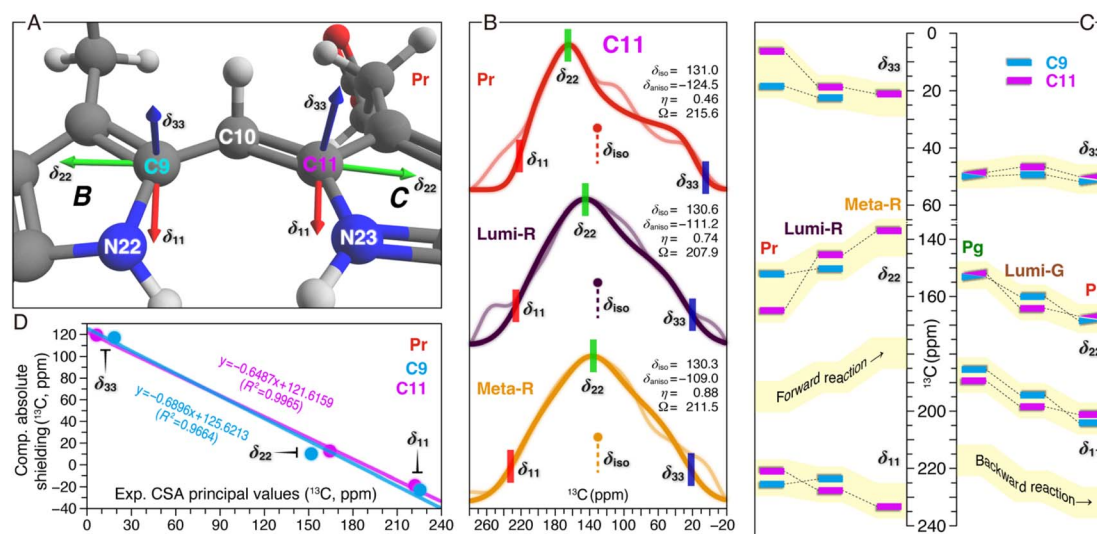 A
Pr
δ33
δ33
C10
C9
C11
δ22
δ22
B
C
δ11
δ11
N22
N23
B
C11
Pr
δ22
δiso = 131.0
δaniso = −124.5
η = 0.46
Ω = 215.6
δ11
δiso
δ33
Lumi-R
δ22
δiso = 130.6
δaniso = −111.2
η = 0.74
Ω = 207.9
δ11
δiso
δ33
Meta-R
δ22
δiso = 130.3
δaniso = −109.0
η = 0.88
Ω = 211.5
δ11
δiso
δ33
¹³C (ppm)
280 220 160 100 80 60 40 20 −20
C
0
20
40
60
140
160
180
200
220
240
¹³C (ppm)
C9
C11
δ33
δ33
Meta-R
Lumi-R
Pr
δ22
Pg
Lumi-G
P
δ22
Forward reaction →
δ11
δ11
Backward reaction →
D
Pr
C9
C11
Comp. absolute
shielding (¹³C, ppm)
120
100
80
60
40
20
0
−20
−40
y=−0.6487x+121.6159
(R²=0.9965)
y=−0.6896x+125.6213
(R²=0.9664)
δ33
δ22
δ11
Exp. CSA principal values (¹³C, ppm)
0 30 60 90 120 150 180 210 240